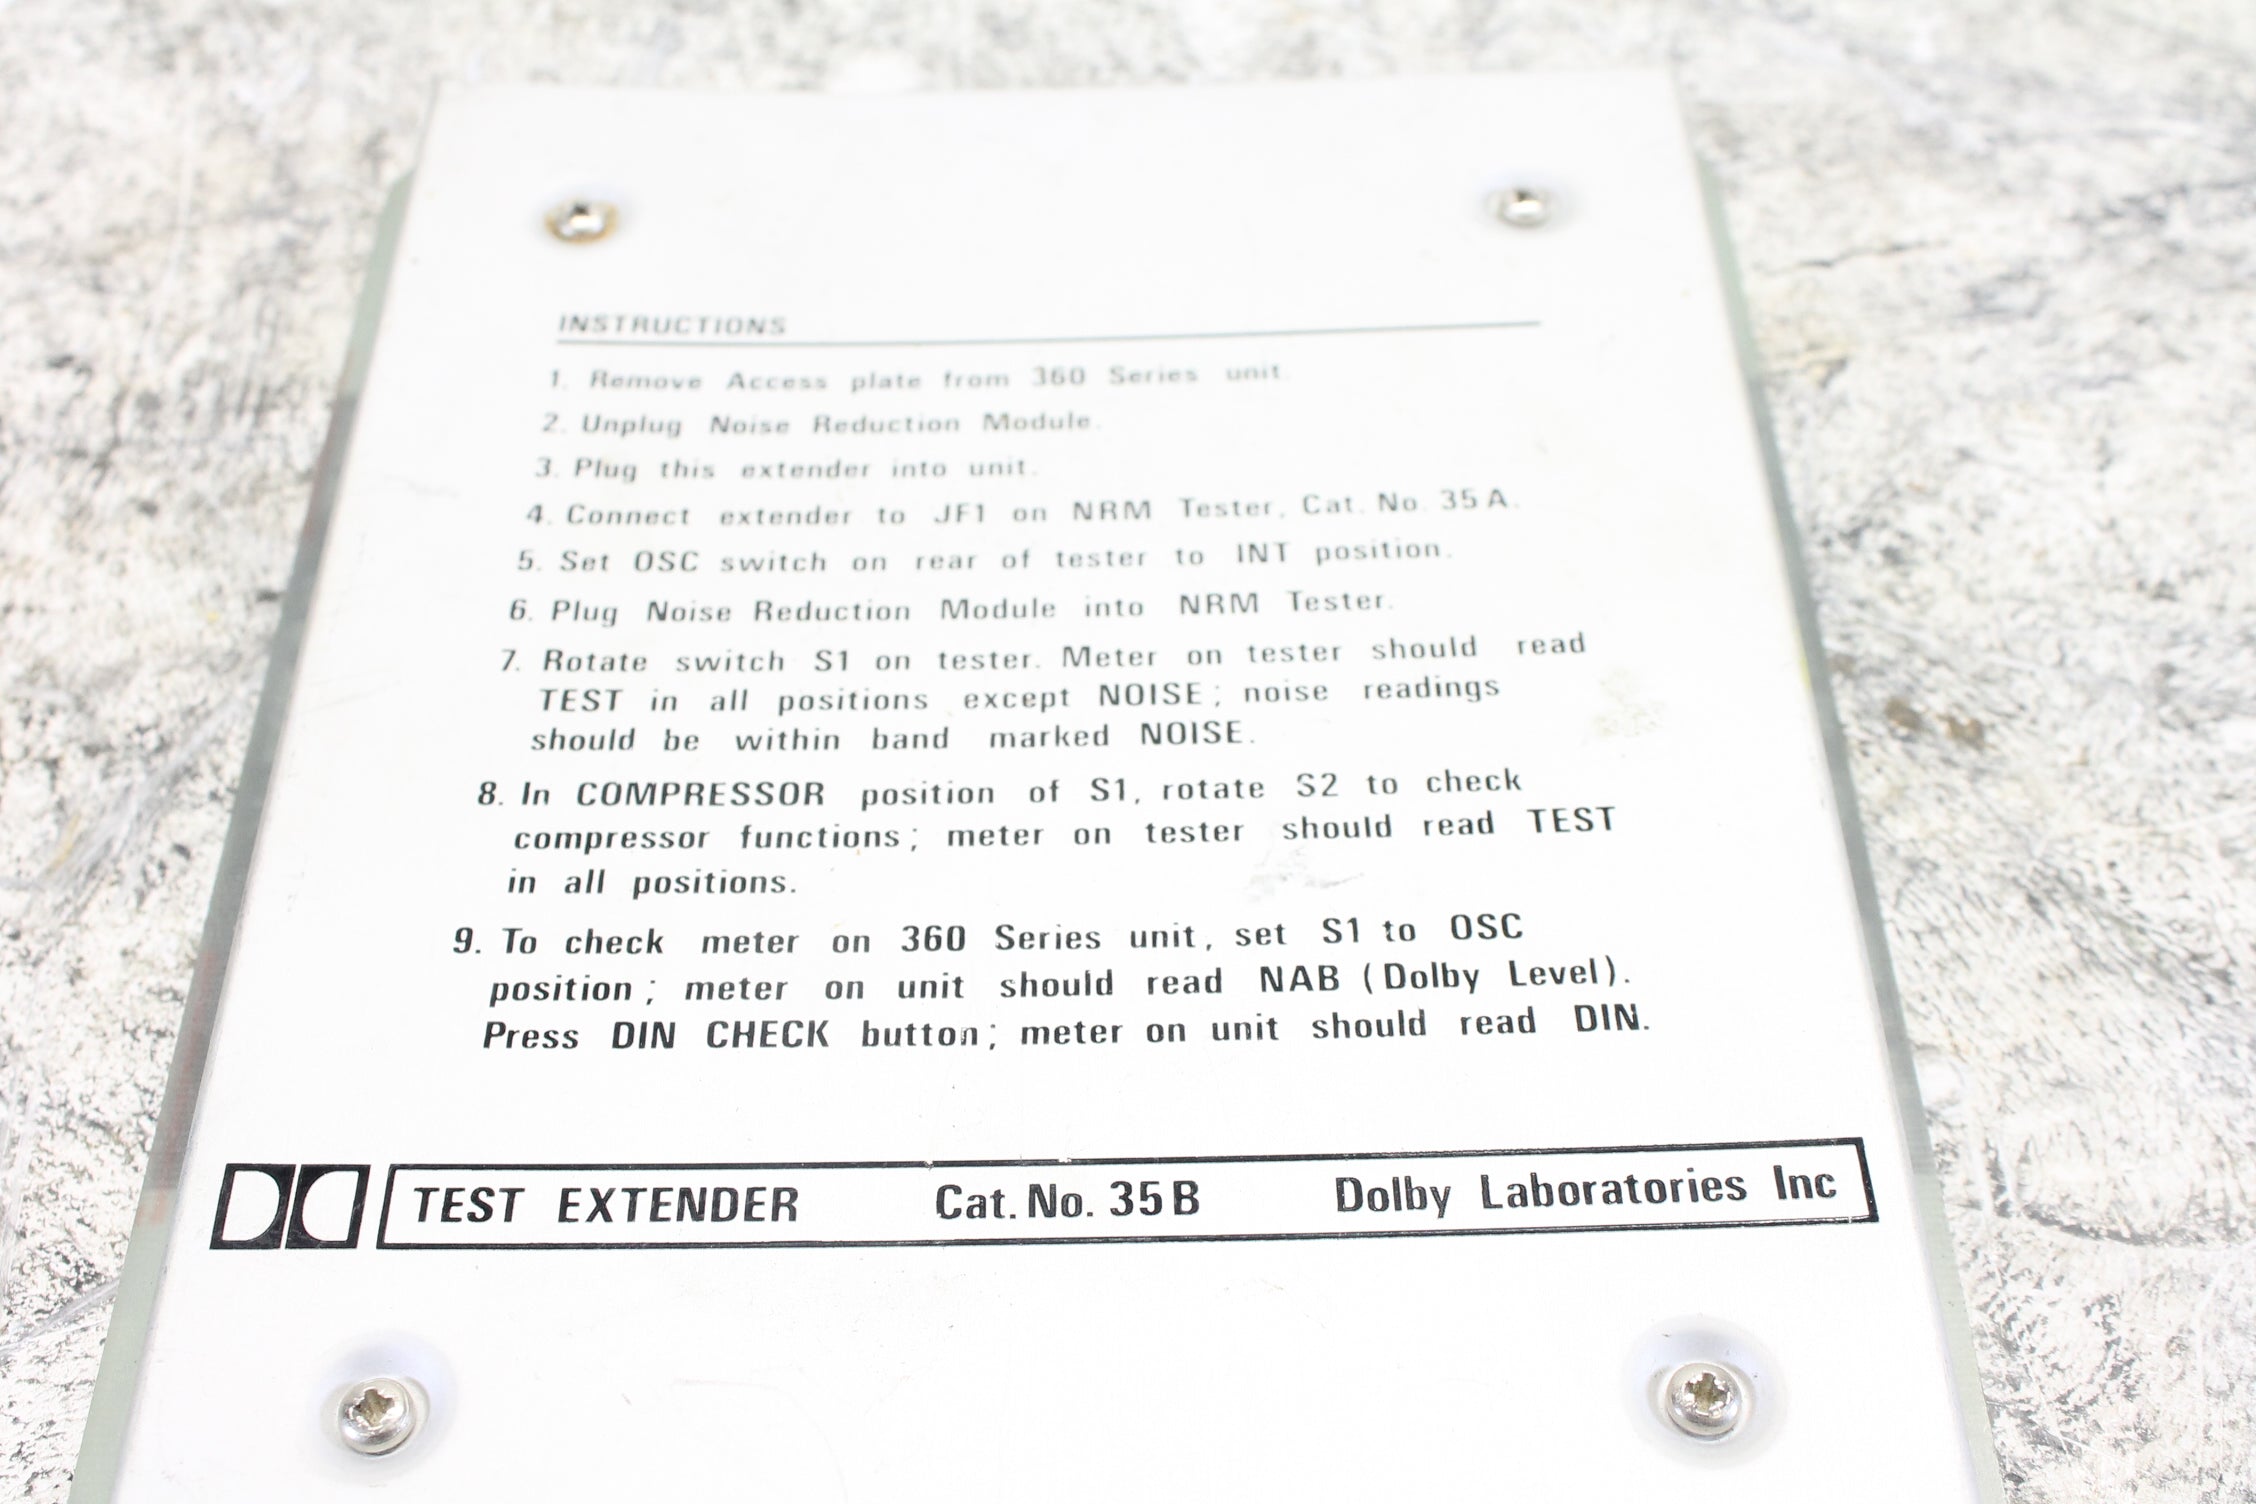 INSTRUCTIONS
1. Remove Access plate from 360 Series unit.
2. Unplug Noise Reduction Module.
3. Plug this extender into unit.
4. Connect extender to JF1 on NRM Tester, Cat. No. 35 A.
5. Set OSC switch on rear of tester to INT position.
6. Plug Noise Reduction Module into NRM Tester.
7. Rotate switch S1 on tester. Meter on tester should read
TEST in all positions except NOISE; noise readings
should be within band marked NOISE.
8. In COMPRESSOR position of S1, rotate S2 to check
compressor functions; meter on tester should read TEST
in all positions.
9. To check meter on 360 Series unit, set S1 to OSC
position; meter on unit should read NAB (Dolby Level).
Press DIN CHECK button; meter on unit should read DIN.
TEST EXTENDER Cat. No. 35 B Dolby Laboratories Inc